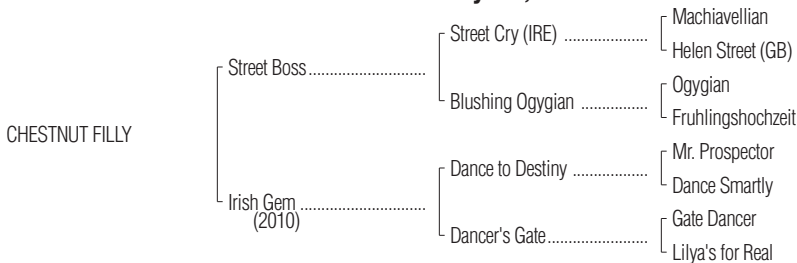 Machiavellian
Street Cry (IRE) ..................
Helen Street (GB)
Street Boss..........................
Ogygian
Blushing Ogygian ...............
Fruhlingshochzeit
CHESTNUT FILLY
Mr. Prospector
Dance to Destiny .................
Dance Smartly
Irish Gem ............................
(2010)
Gate Dancer
Dancer's Gate......................
Lilya's for Real